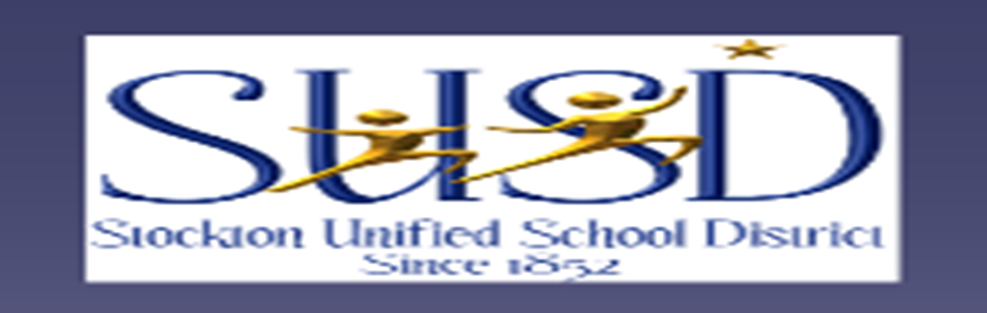 SUSD
Stockton Unified School District
Since 1852